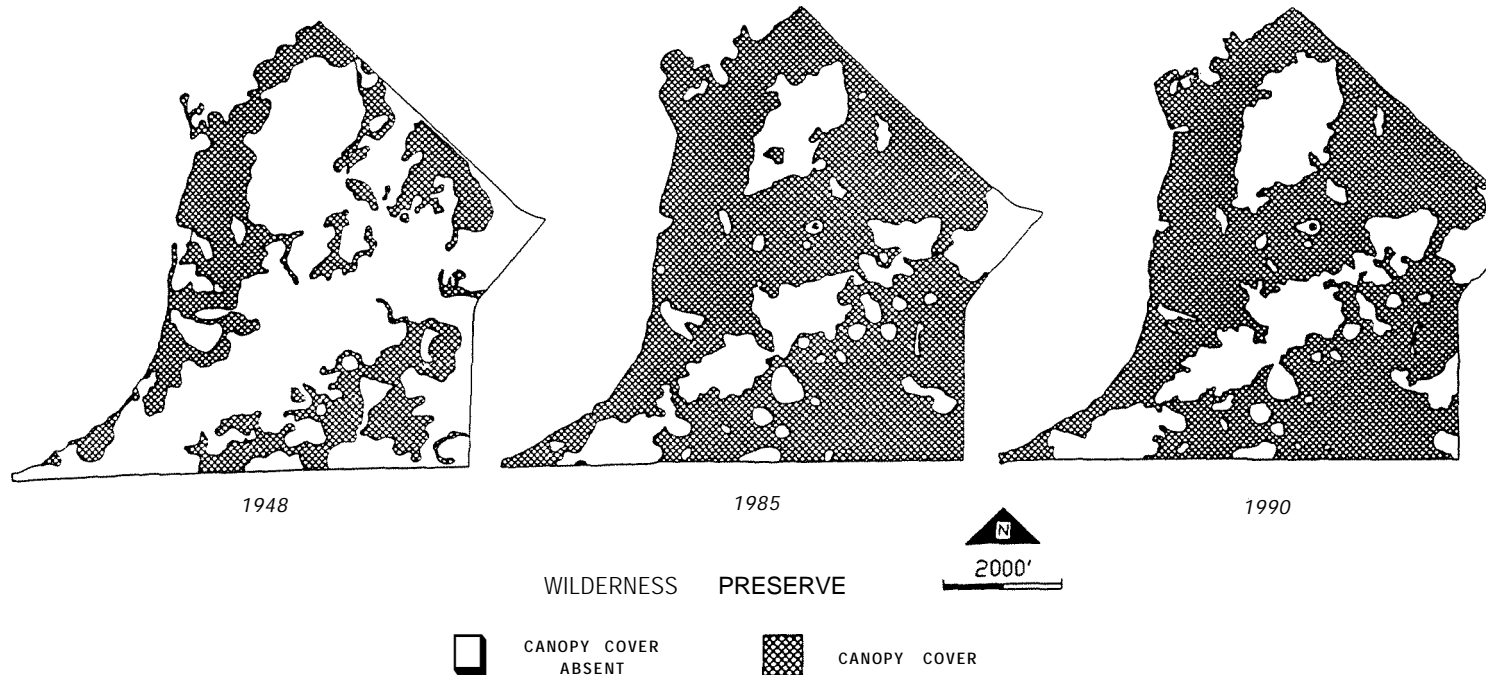 1948
1985
1990
N
2000'
WILDERNESS PRESERVE
CANOPY COVER
ABSENT
CANOPY COVER